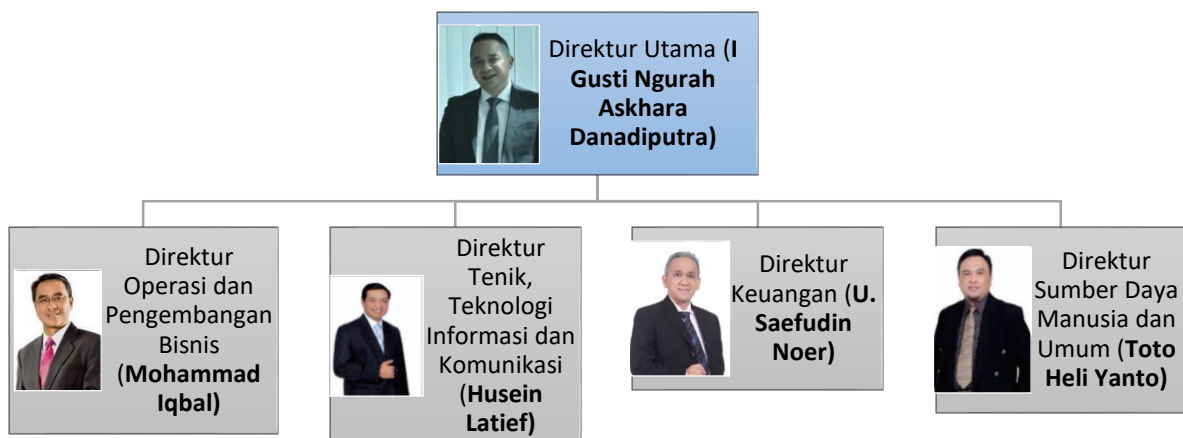 Direktur Utama (I
Gusti Ngurah
Askhara
Danadiputra)
Direktur
Operasi dan
Pengembangan
Bisnis
(Mohammad
Iqbal)
Direktur
Tenik,
Teknologi
Informasi dan
Komunikasi
(Husein
Latief)
Direktur
Keuangan (U.
Saefudin
Noer)
Direktur
Sumber Daya
Manusia dan
Umum (Toto
Heli Yanto)